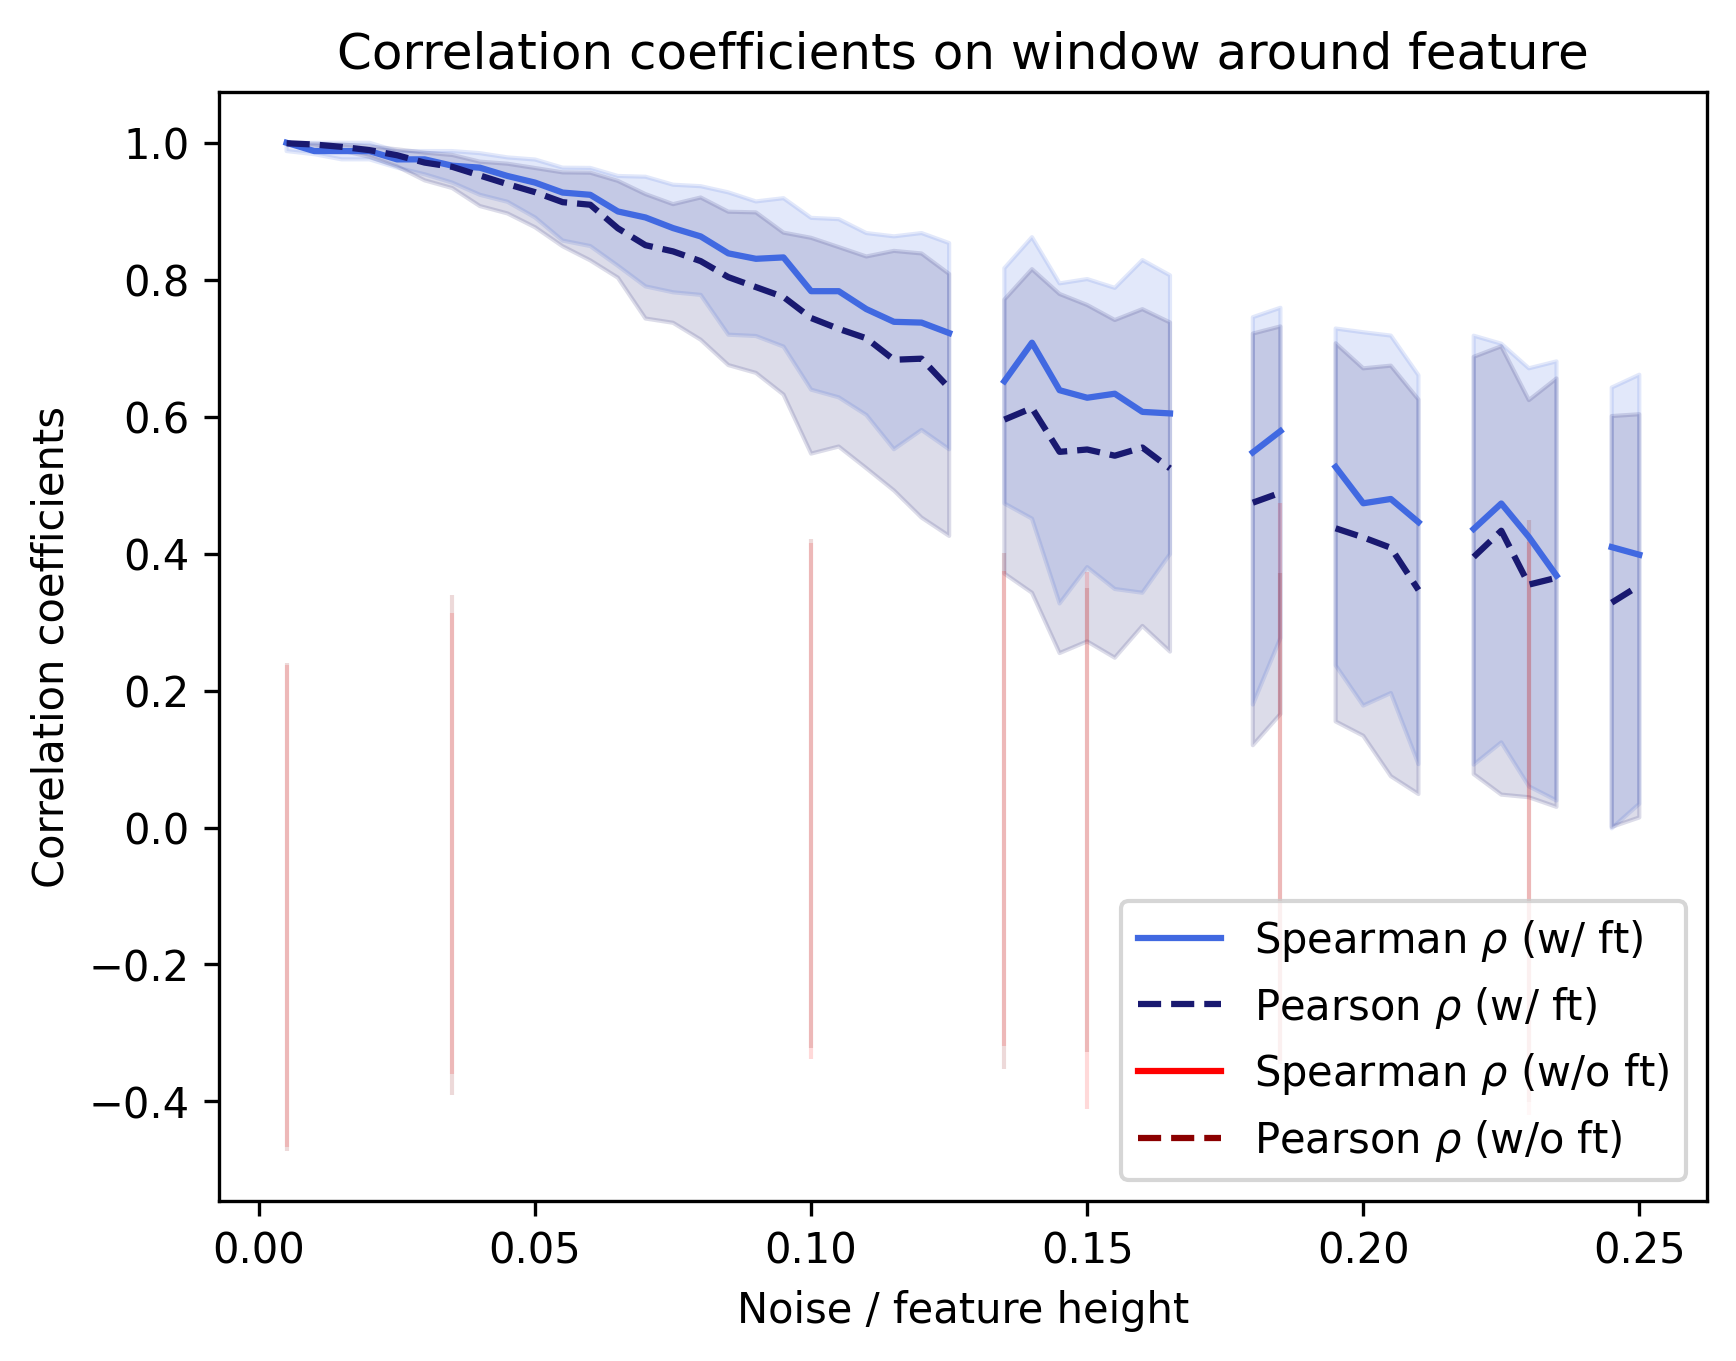 Correlation coefficients on window around feature
Correlation coefficients
1.0
0.8
0.6
0.4
0.2
0.0
−0.2
−0.4
Spearman ρ (w/ ft)
Pearson ρ (w/ ft)
Spearman ρ (w/o ft)
Pearson ρ (w/o ft)
0.00 0.05 0.10 0.15 0.20 0.25
Noise / feature height